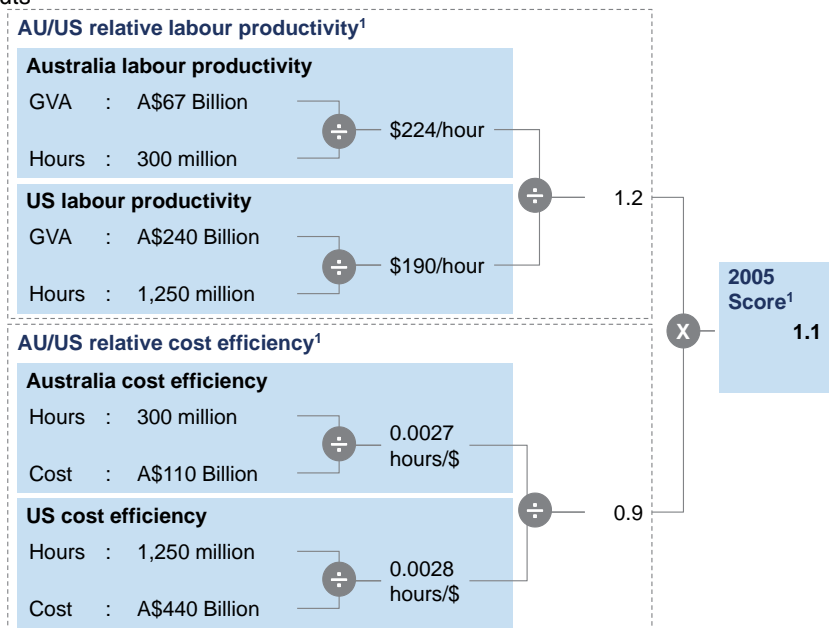 AU/US relative labour productivity1
Australia labour productivity
GVA : A$67 Billion
÷
$224/hour
Hours : 300 million
US labour productivity
GVA : A$240 Billion
÷
$190/hour
Hours : 1,250 million
÷
1.2
AU/US relative cost efficiency1
Australia cost efficiency
Hours : 300 million
÷
0.0027
hours/$
Cost : A$110 Billion
US cost efficiency
Hours : 1,250 million
÷
0.0028
hours/$
Cost : A$440 Billion
÷
0.9
X
2005
Score1
1.1